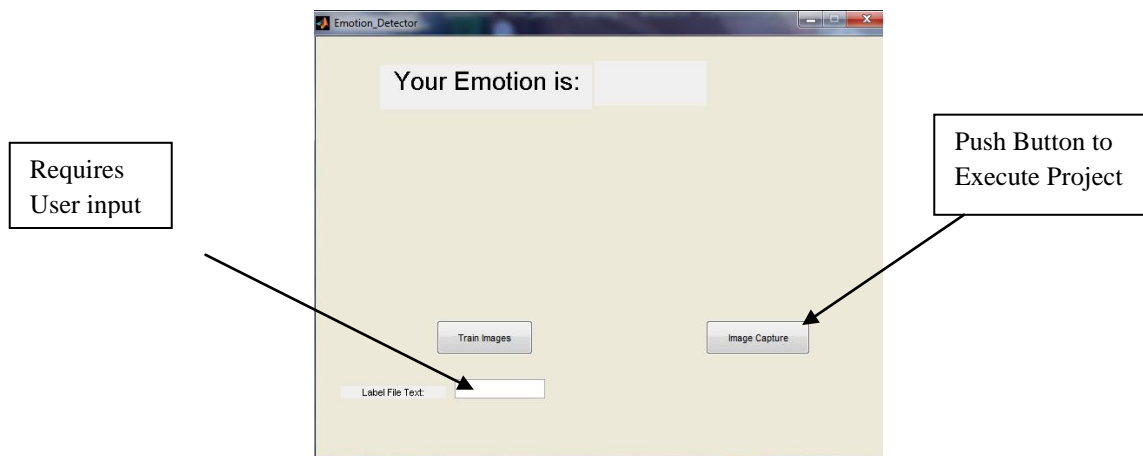 Emotion_Detector
Your Emotion is:
Requires
User input
Push Button to
Execute Project
Train Images
Image Capture
Label File Text: